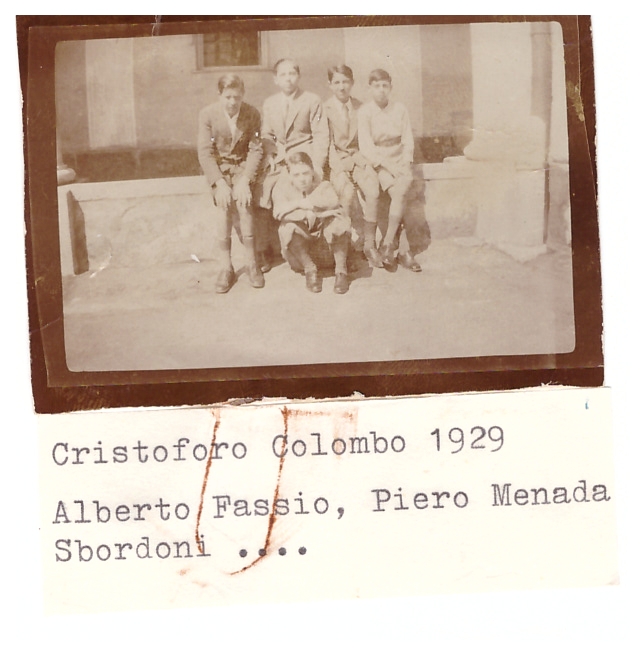 Cristoforo Colombo 1929
Alberto Fassio, Piero Menada
Sbordoni ....